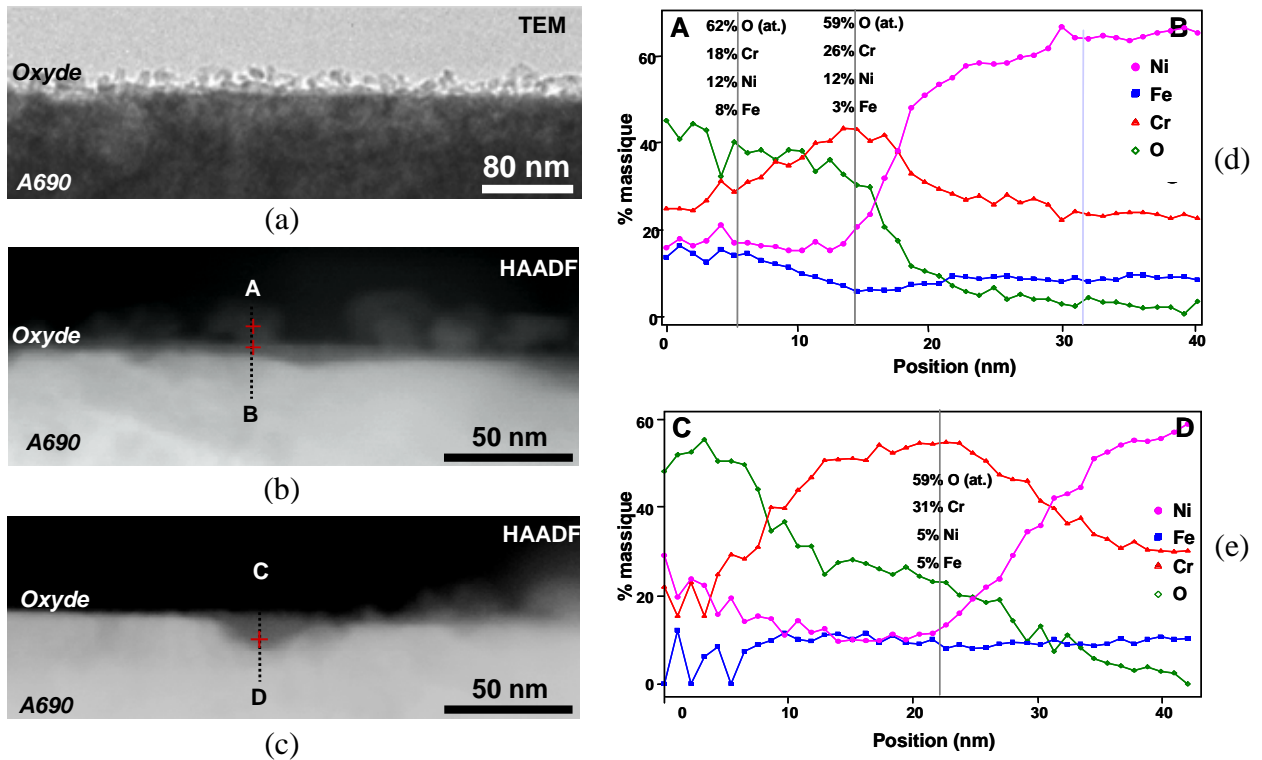 TEM
Oxyde
A690
80 nm
(a)
HAADF
A
Oxyde
B
A690
50 nm
(b)
HAADF
C
Oxyde
D
A690
50 nm
(c)
A
B
62% O (at.)
18% Cr
12% Ni
8% Fe
59% O (at.)
26% Cr
12% Ni
3% Fe
Ni
Fe
Cr
O
% massique
60
40
20
0
0 10 20 30 40
Position (nm)
(d)
C
D
59% O (at.)
31% Cr
5% Ni
5% Fe
Ni
Fe
Cr
O
% massique
60
40
20
0
0 10 20 30 40
Position (nm)
(e)